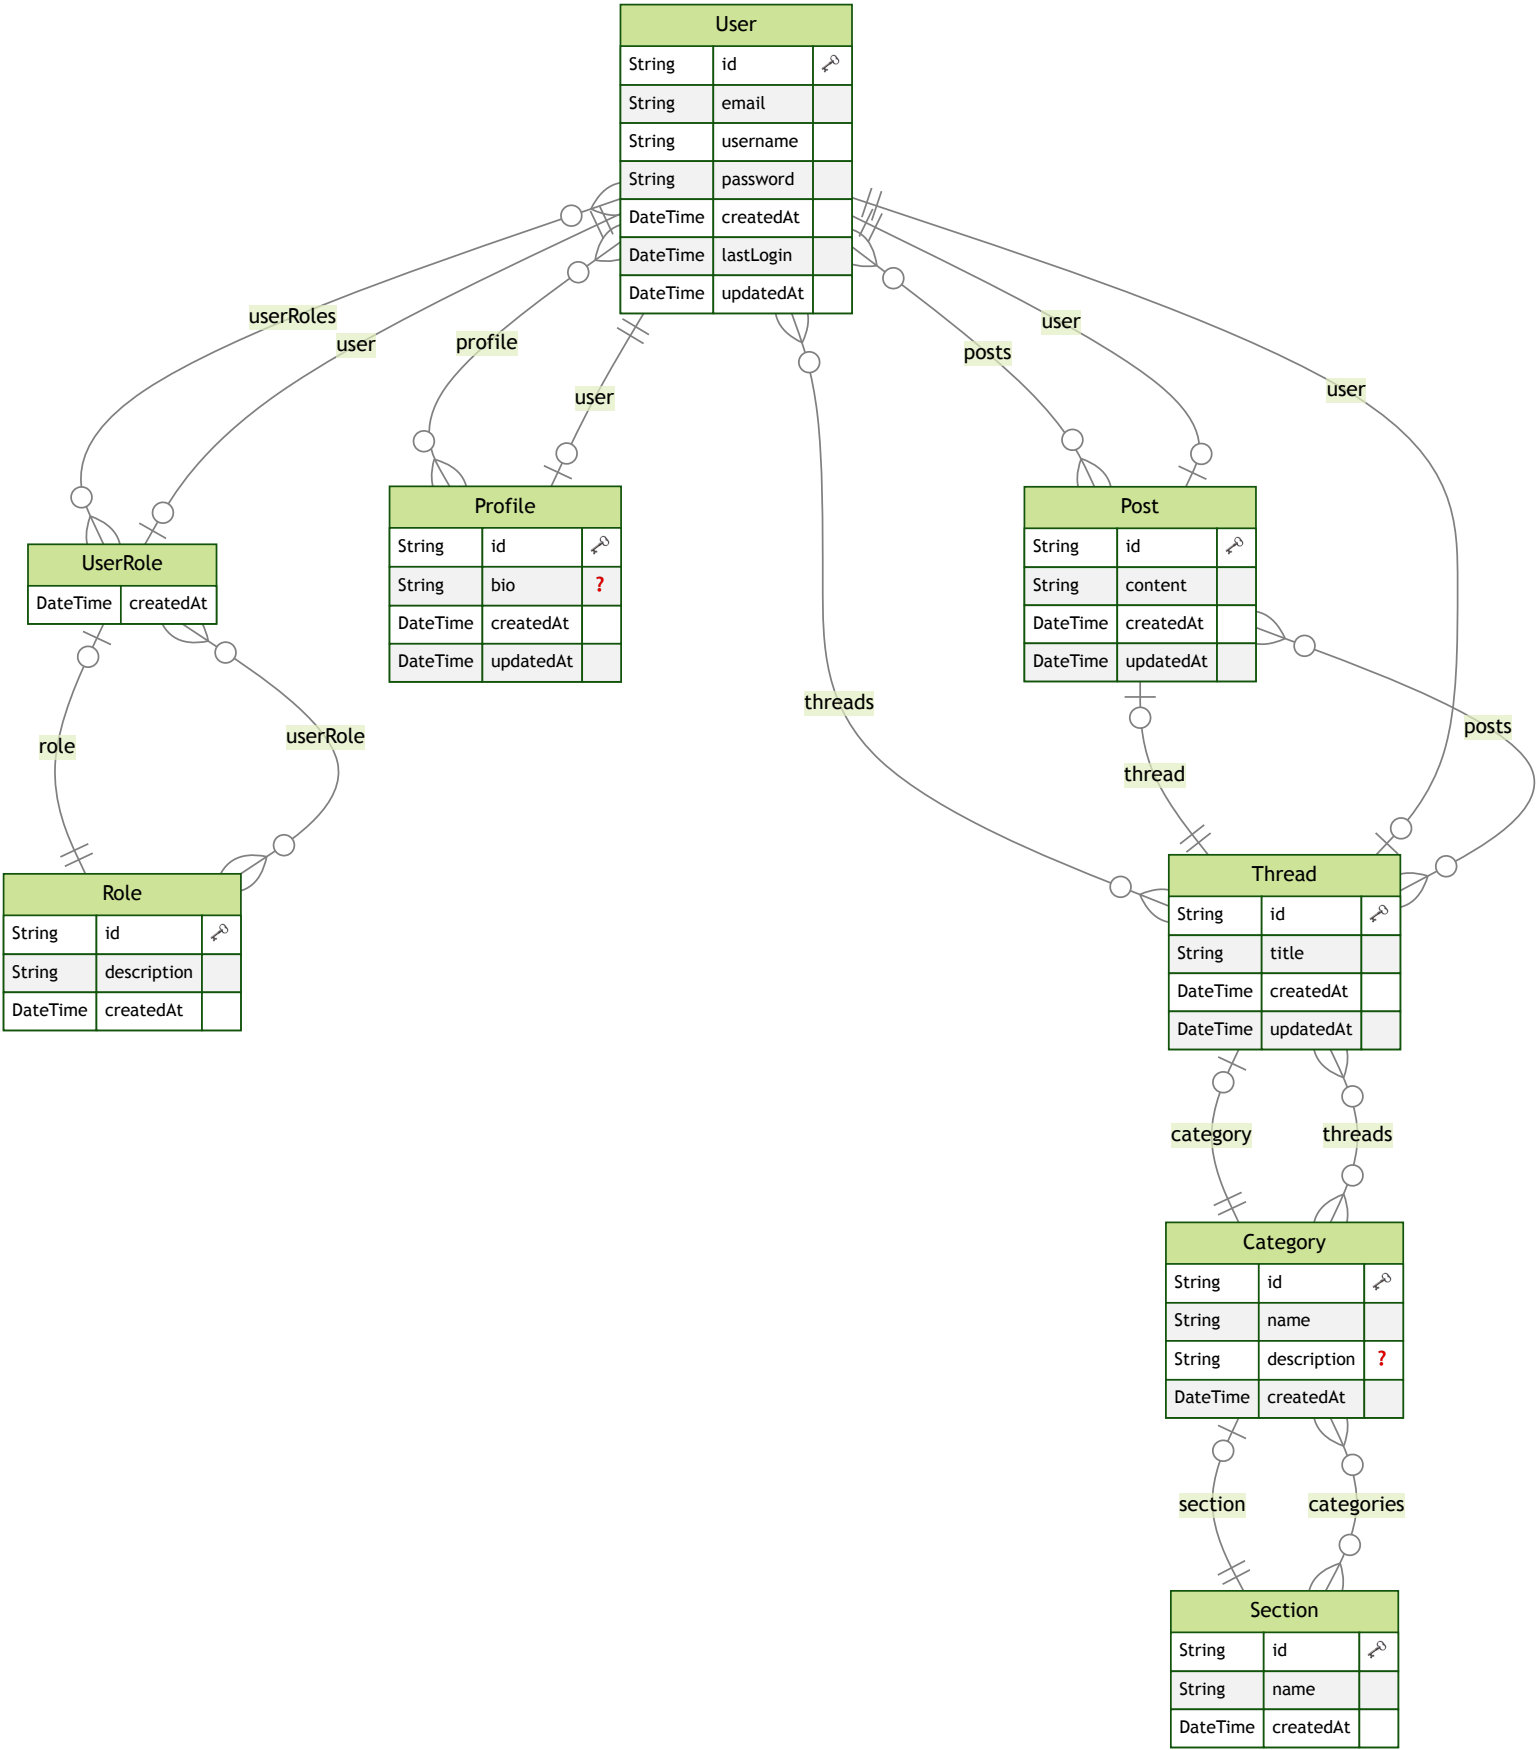 User
String id
String email
String username
String password
DateTime createdAt
DateTime lastLogin
DateTime updatedAt
userRoles
user
profile
user
posts
user
user
Profile
String id
String bio ?
DateTime createdAt
DateTime updatedAt
Post
String id
String content
DateTime createdAt
DateTime updatedAt
UserRole
DateTime createdAt
threads
posts
role
userRole
thread
Role
String id
String description
DateTime createdAt
Thread
String id
String title
DateTime createdAt
DateTime updatedAt
category
threads
Category
String id
String name
String description ?
DateTime createdAt
section
categories
Section
String id
String name
DateTime createdAt